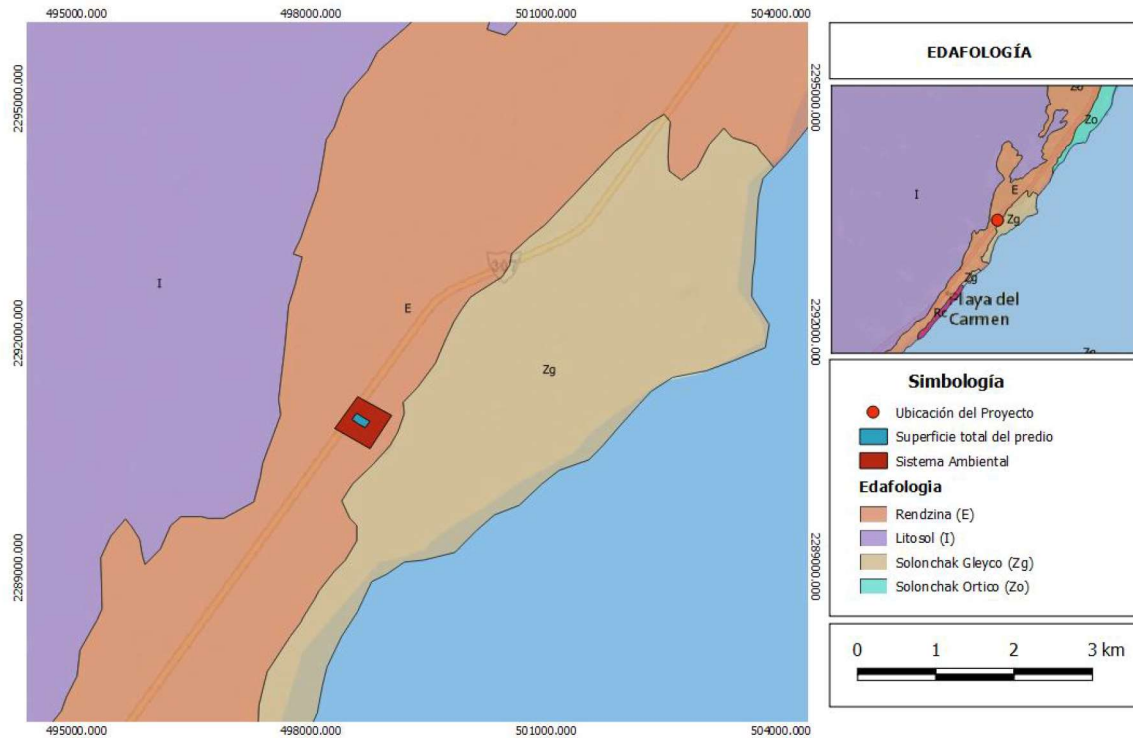 495000.000
498000.000
501000.000
504000.000
2295000.000
2292000.000
2289000.000
I
E
307
Zg
495000.000
498000.000
501000.000
504000.000
2295000.000
2292000.000
2289000.000
EDAFOLOGÍA
Zo
Zo
I
E
Zg
Zg
Playa del
Carmen
Rc
Zg
Simbología
Ubicación del Proyecto
Superficie total del predio
Sistema Ambiental
Edafologia
Rendzina (E)
Litosol (I)
Solonchak Gleyco (Zg)
Solonchak Ortico (Zo)
0 1 2 3 km